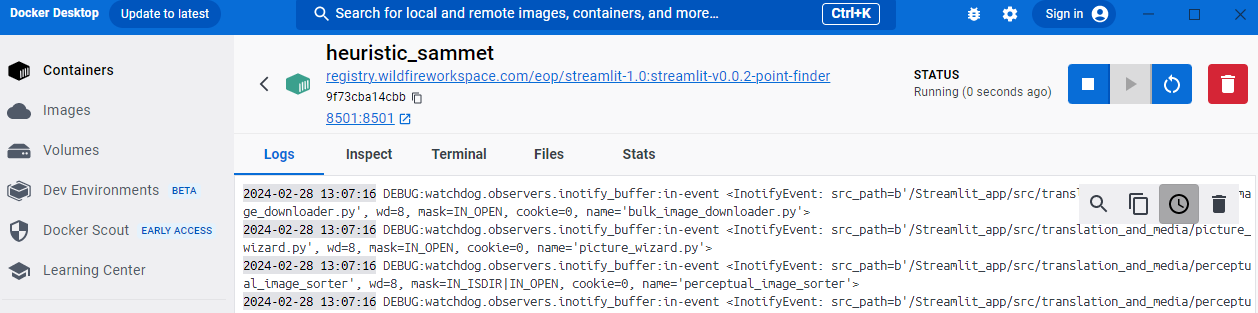 Docker Desktop
Update to latest
Search for local and remote images, containers, and more...
Ctrl+K
Sign in
Containers
Images
Volumes
Dev Environments BETA
Docker Scout EARLY ACCESS
Learning Center
heuristic_sammet
registry.wildfireworkspace.com/eop/streamlit-1.0:streamlit-v0.0.2-point-finder
9f73cba14cbb
8501:8501
STATUS
Running (0 seconds ago)
Logs
Inspect
Terminal
Files
Stats
2024-02-28 13:07:16 DEBUG:watchdog.observers.inotify_buffer:in-event <InotifyEvent: src_path=b'/Streamlit_app/src/transl
ge_downloader.py', wd=8, mask=IN_OPEN, cookie=0, name='bulk_image_downloader.py'>
2024-02-28 13:07:16 DEBUG:watchdog.observers.inotify_buffer:in-event <InotifyEvent: src_path=b'/Streamlit_app/src/translation_and_media/picture_
wizard.py', wd=8, mask=IN_OPEN, cookie=0, name='picture_wizard.py'>
2024-02-28 13:07:16 DEBUG:watchdog.observers.inotify_buffer:in-event <InotifyEvent: src_path=b'/Streamlit_app/src/translation_and_media/perceptu
al_image_sorter', wd=8, mask=IN_ISDIR|IN_OPEN, cookie=0, name='perceptual_image_sorter'>
2024-02-28 13:07:16 DEBUG:watchdog.observers.inotify_buffer:in-event <InotifyEvent: src_path=b'/Streamlit_app/src/translation_and_media/perceptu